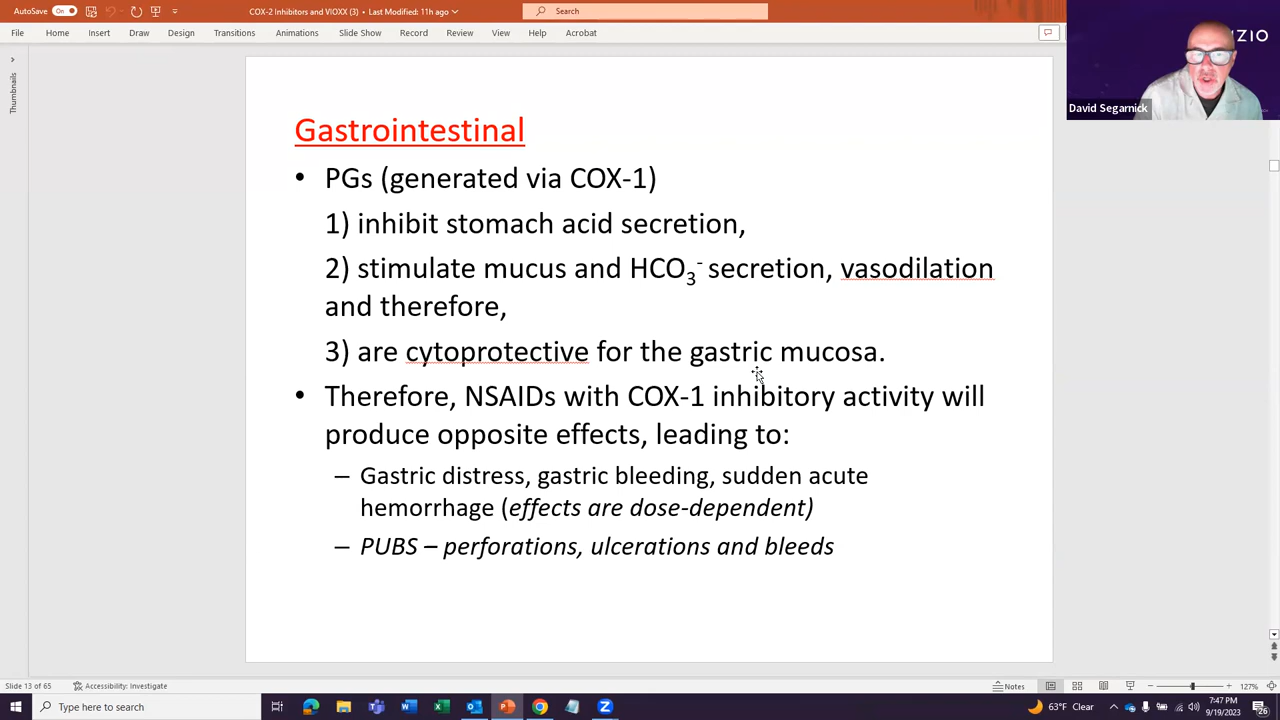 AutoSave On COX-2 Inhibitors and VIOXX (3) • Last Modified: 11h ago Search
File Home Insert Draw Design Transitions Animations Slide Show Record Review View Help Acrobat
ZIO
David Segarnick
Thumbnails
Gastrointestinal
• PGs (generated via COX-1)
1) inhibit stomach acid secretion,
2) stimulate mucus and HCO3- secretion, vasodilation
and therefore,
3) are cytoprotective for the gastric mucosa.
• Therefore, NSAIDs with COX-1 inhibitory activity will
produce opposite effects, leading to:
– Gastric distress, gastric bleeding, sudden acute
hemorrhage (effects are dose-dependent)
– PUBS – perforations, ulcerations and bleeds
Slide 13 of 65 Accessibility: Investigate Notes 127%
Type here to search 63°F Clear 7:47 PM
9/19/2023